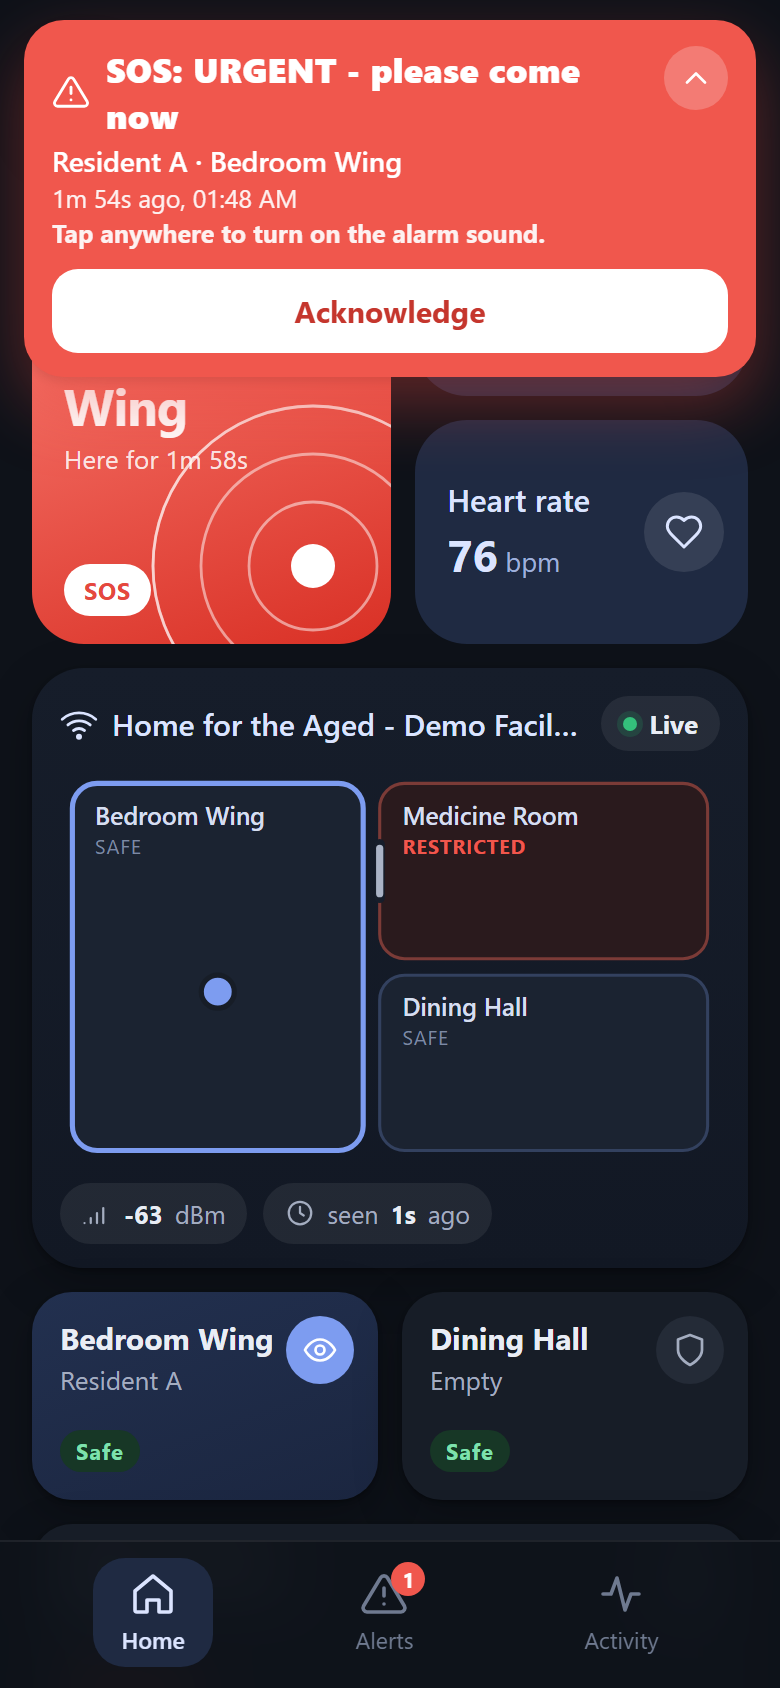 SOS: URGENT - please come
now
Resident A · Bedroom Wing
1m 54s ago, 01:48 AM
Tap anywhere to turn on the alarm sound.
Acknowledge
Wing
Here for 1m 58s
SOS
Heart rate
76 bpm
Home for the Aged - Demo Facil...
Live
Bedroom Wing
SAFE
Medicine Room
RESTRICTED
Dining Hall
SAFE
-63 dBm
seen 1s ago
Bedroom Wing
Resident A
Safe
Dining Hall
Empty
Safe
Home
1
Alerts
Activity